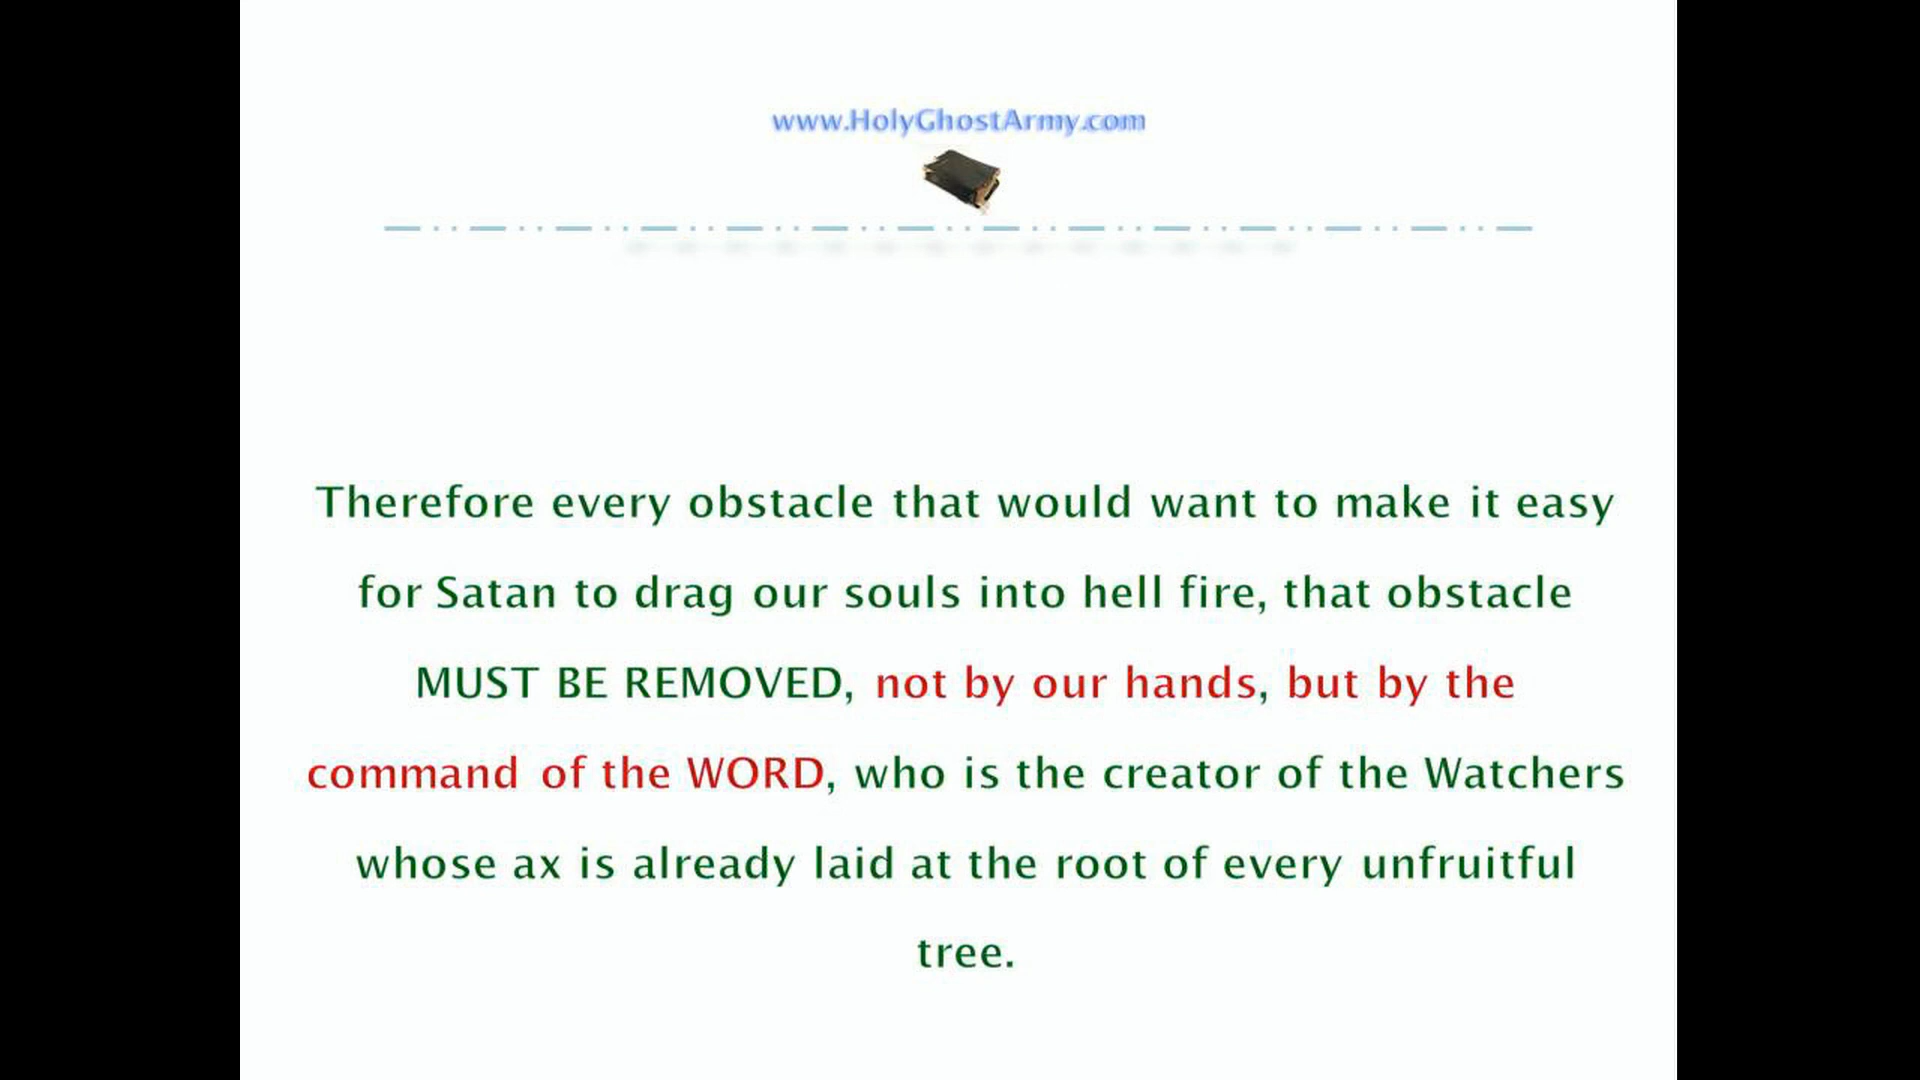 www.HolyGhostArmy.com
Therefore every obstacle that would want to make it easy
for Satan to drag our souls into hell fire, that obstacle
MUST BE REMOVED, not by our hands, but by the
command of the WORD, who is the creator of the Watchers
whose ax is already laid at the root of every unfruitful
tree.